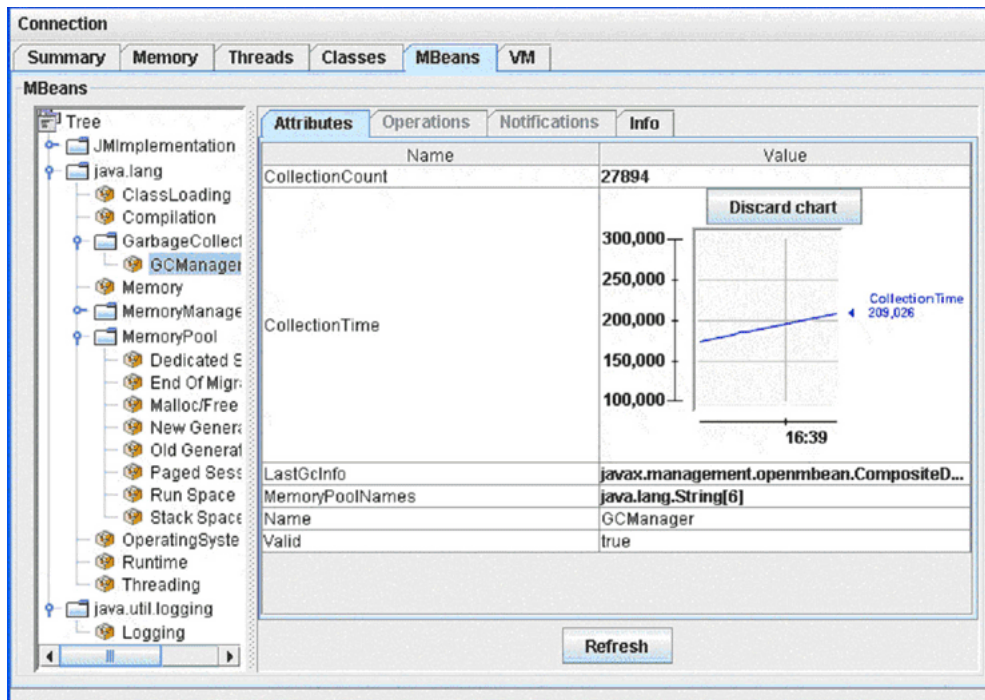 Connection
Summary Memory Threads Classes MBeans VM
MBeans
Tree
JMImplementation
java.lang
ClassLoading
Compilation
GarbageCollect
GCManager
Memory
MemoryManage
MemoryPool
Dedicated S
End Of Migr
Malloc/Free
New Genera
Old Generat
Paged Sess
Run Space
Stack Space
OperatingSyste
Runtime
Threading
java.util.logging
Logging
Attributes Operations Notifications Info
Name Value
CollectionCount 27894
CollectionTime
Discard chart
300,000
250,000
200,000
150,000
100,000
CollectionTime
209,026
16:39
LastGcInfo javax.management.openmbean.CompositeD...
MemoryPoolNames java.lang.String[6]
Name GCManager
Valid true
Refresh